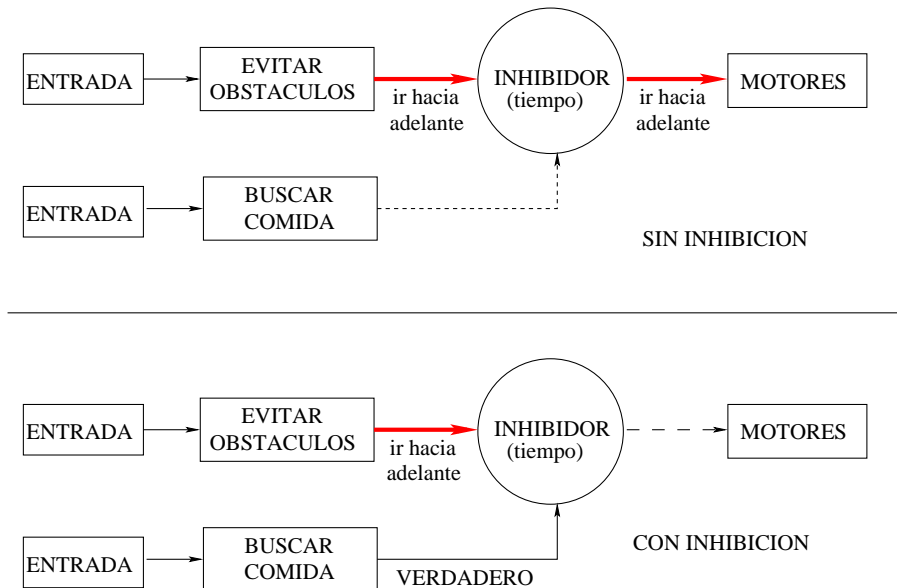 ENTRADA
EVITAR
OBSTACULOS
ir hacia
adelante
INHIBIDOR
(tiempo)
ir hacia
adelante
MOTORES
ENTRADA
BUSCAR
COMIDA
SIN INHIBICION
ENTRADA
EVITAR
OBSTACULOS
ir hacia
adelante
INHIBIDOR
(tiempo)
MOTORES
ENTRADA
BUSCAR
COMIDA
VERDADERO
CON INHIBICION